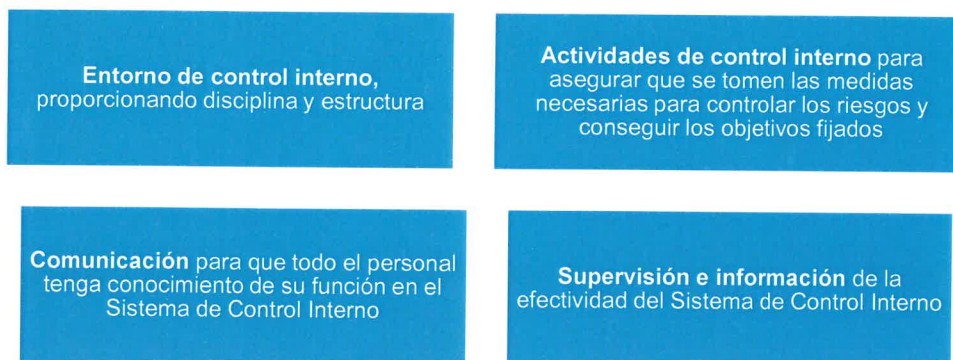 Entorno de control interno,
proporcionando disciplina y estructura
Actividades de control interno para
asegurar que se tomen las medidas
necesarias para controlar los riesgos y
conseguir los objetivos fijados
Comunicación para que todo el personal
tenga conocimiento de su función en el
Sistema de Control Interno
Supervisión e información de la
efectividad del Sistema de Control Interno